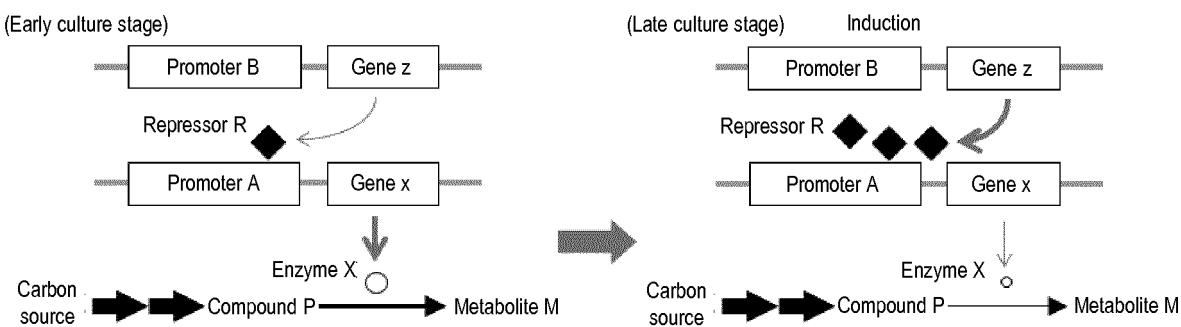 (Early culture stage)
Promoter B
Gene z
Repressor R
Promoter A
Gene x
Enzyme X
Carbon
source
Compound P
Metabolite M
(Late culture stage)
Induction
Promoter B
Gene z
Repressor R
Promoter A
Gene x
Enzyme X
Carbon
source
Compound P
Metabolite M